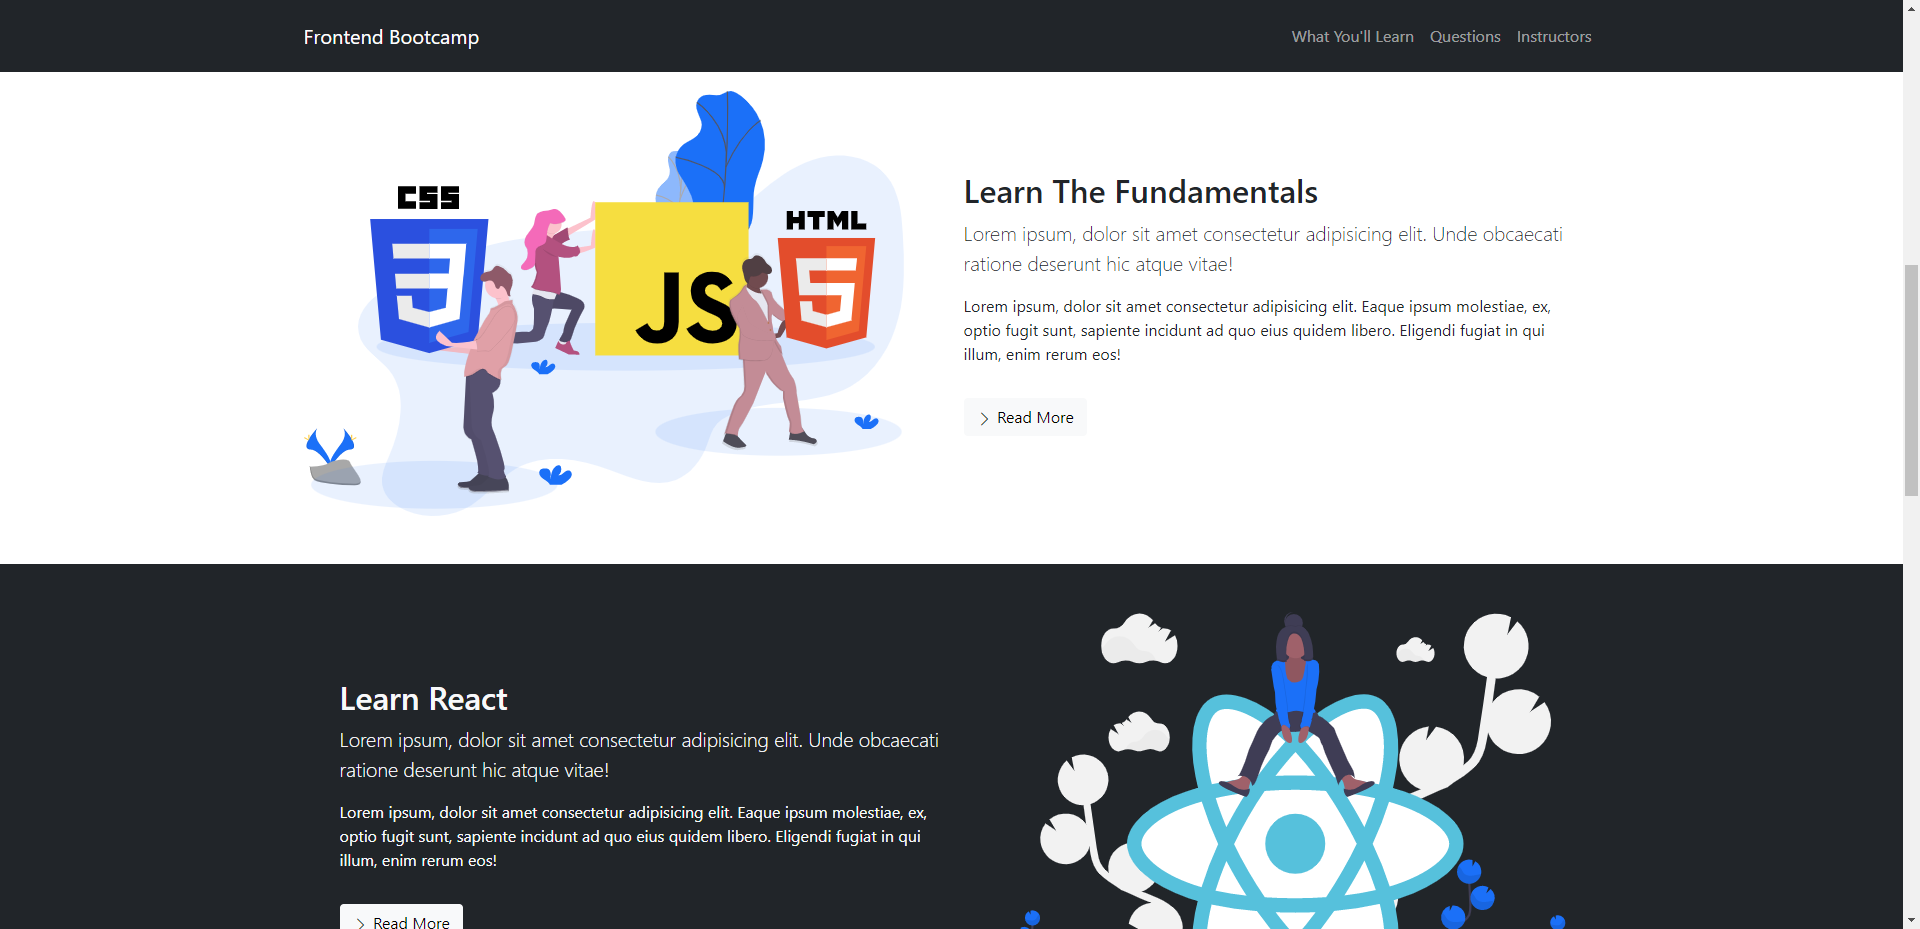 Frontend Bootcamp
What You'll Learn Questions Instructors
CSS
HTML
JS
Learn The Fundamentals
Lorem ipsum, dolor sit amet consectetur adipisicing elit. Unde obcaecati
ratione deserunt hic atque vitae!
Lorem ipsum, dolor sit amet consectetur adipisicing elit. Eaque ipsum molestiae, ex,
optio fugit sunt, sapiente incidunt ad quo eius quidem libero. Eligendi fugiat in qui
illum, enim rerum eos!
Read More
Learn React
Lorem ipsum, dolor sit amet consectetur adipisicing elit. Unde obcaecati
ratione deserunt hic atque vitae!
Lorem ipsum, dolor sit amet consectetur adipisicing elit. Eaque ipsum molestiae, ex,
optio fugit sunt, sapiente incidunt ad quo eius quidem libero. Eligendi fugiat in qui
illum, enim rerum eos!
Read More